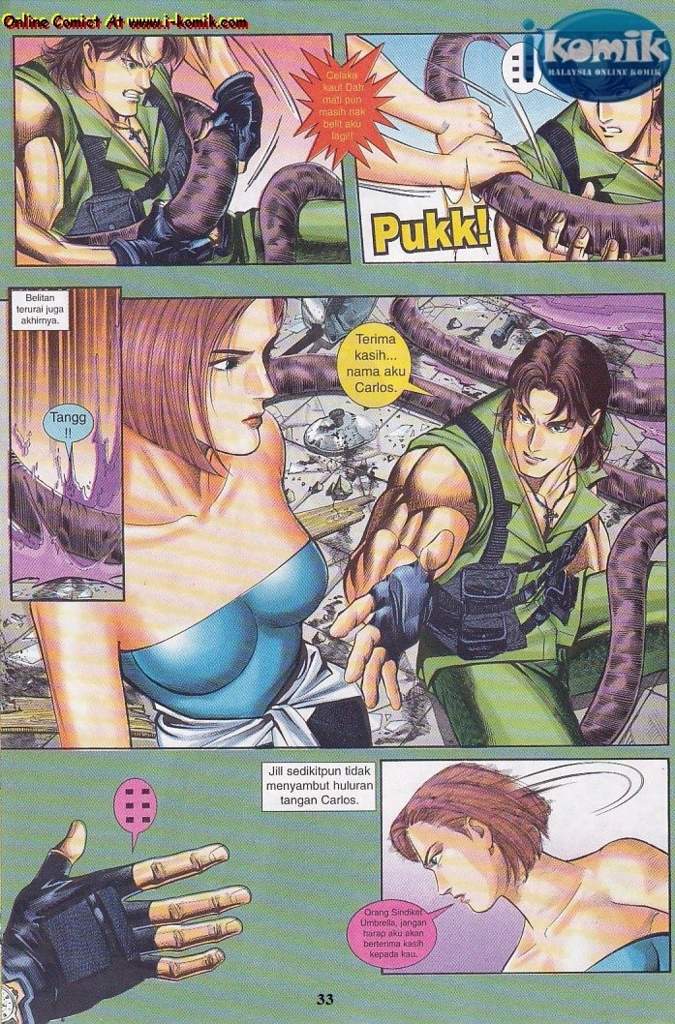 Online Comict At www.i-komik.com
ikomik
MALAYSIA ONLINE KOMIK
Celaka
kau! Dah
mati pun
masih nak
belit aku
lagi!!
Pukk!
Belitan
terurai juga
akhirnya.
Tangg
!!
Terima
kasih...
nama aku
Carlos.
Jill sedikitpun tidak
menyambut huluran
tangan Carlos.
Orang Sindiket
Umbrella, jangan
harap aku akan
berterima kasih
kepada kau.
33